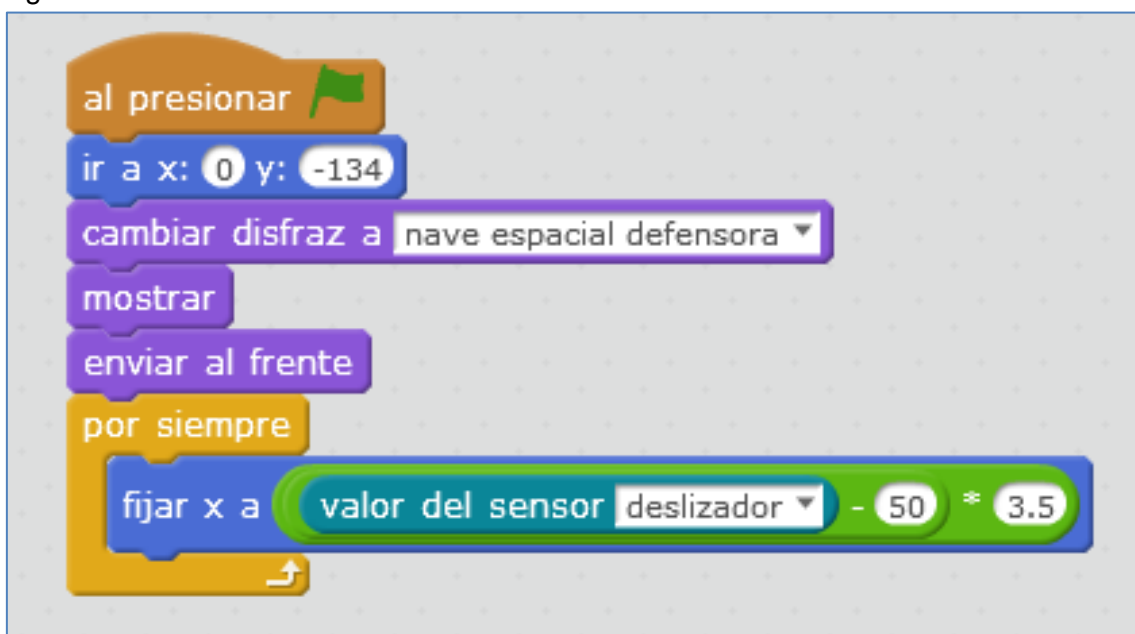 al presionar
ir a x: 0 y: -134
cambiar disfraz a nave espacial defensora
mostrar
enviar al frente
por siempre
fijar x a valor del sensor deslizador - 50 * 3.5